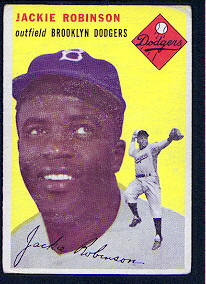 JACKIE ROBINSON
outfield BROOKLYN DODGERS
Dodgers
B
Jackie Robinson